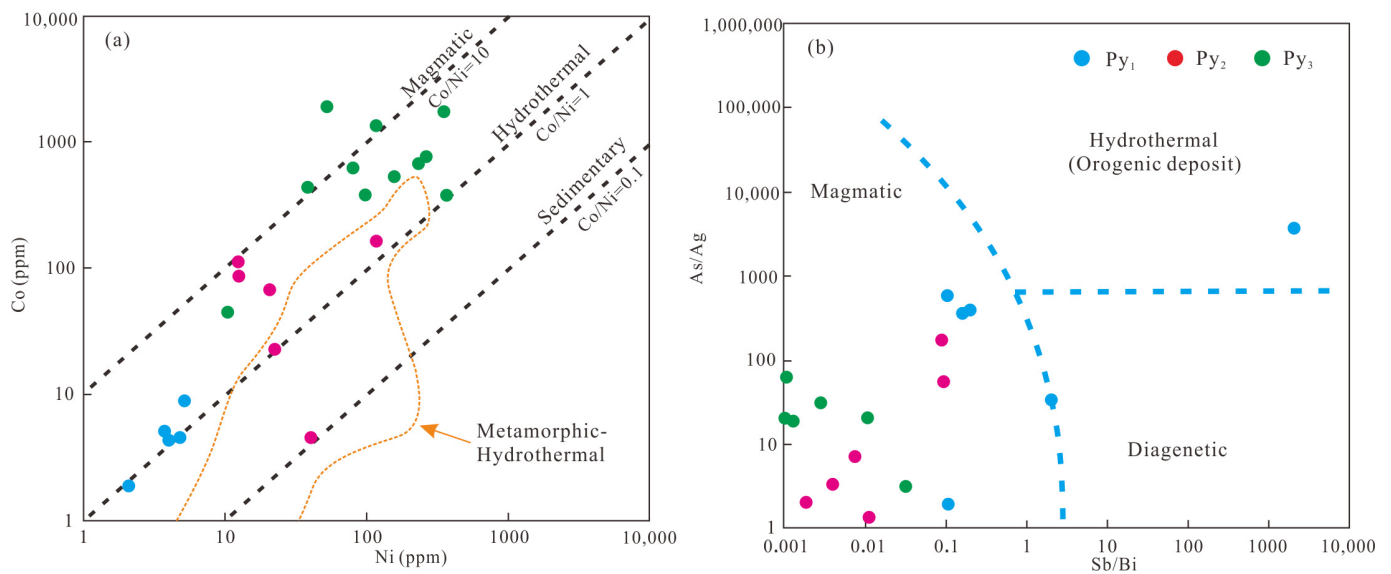 (a)
10,000
1000
100
10
1
Co (ppm)
1
10
100
1000
10,000
Ni (ppm)
Magmatic
Co/Ni=10
Hydrothermal
Co/Ni=1
Sedimentary
Co/Ni=0.1
Metamorphic-
Hydrothermal
(b)
1,000,000
100,000
10,000
1000
100
10
1
As/Ag
0.001
0.01
0.1
1
10
100
1000
10,000
Sb/Bi
Py₁ Py₂ Py₃
Hydrothermal
(Orogenic deposit)
Magmatic
Diagenetic